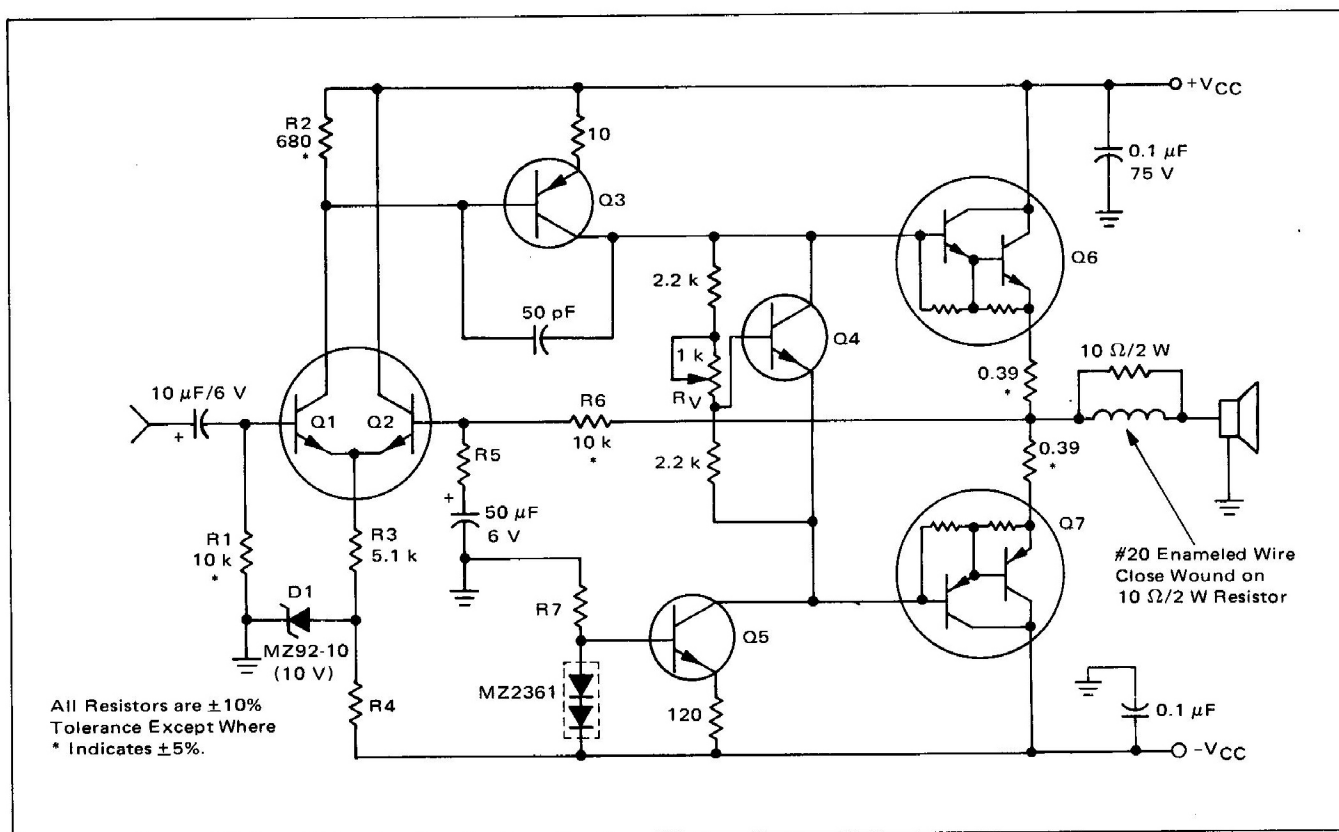 +VCC
R2
680
*
10
Q3
0.1 µF
75 V
Q6
2.2 k
50 pF
Q4
1 k
RV
10 Ω/2 W
0.39
*
10 µF/6 V
+
Q1
Q2
R6
10 k
*
R5
2.2 k
0.39
*
+
50 µF
6 V
R1
10 k
*
R3
5.1 k
Q7
#20 Enameled Wire
Close Wound on
10 Ω/2 W Resistor
D1
MZ92-10
(10 V)
R7
Q5
MZ2361
120
R4
0.1 µF
All Resistors are ±10%
Tolerance Except Where
* Indicates ±5%.
-VCC